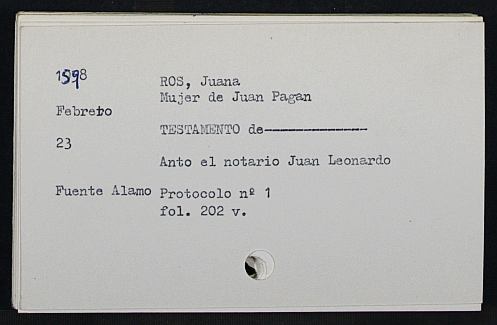 1598
ROS, Juana
Mujer de Juan Pagan
Febrero
TESTAMENTO de--------------
23
Anto el notario Juan Leonardo
Fuente Alamo Protocolo nº 1
fol. 202 v.